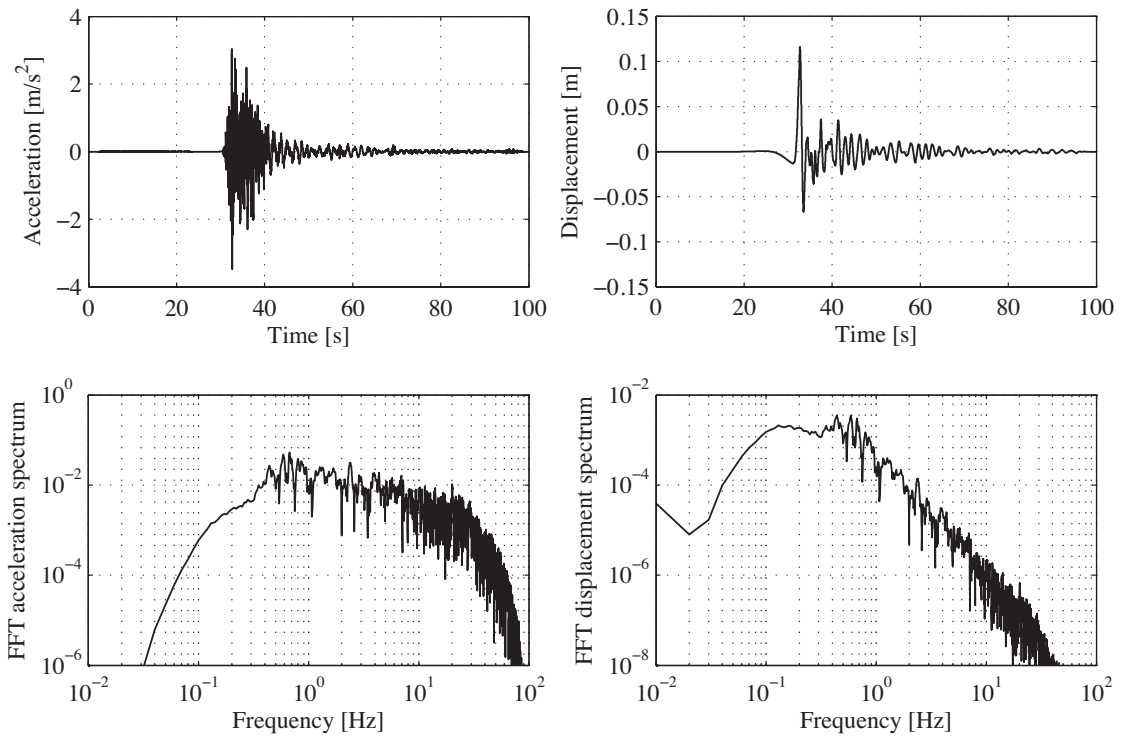 4
2
0
−2
−4
Acceleration [m/s²]
0 20 40 60 80 100
Time [s]
0.15
0.1
0.05
0
−0.05
−0.1
−0.15
Displacement [m]
0 20 40 60 80 100
Time [s]
10⁰
10⁻²
10⁻⁴
10⁻⁶
FFT acceleration spectrum
10⁻² 10⁻¹ 10⁰ 10¹ 10²
Frequency [Hz]
10⁻²
10⁻⁴
10⁻⁶
10⁻⁸
FFT displacement spectrum
10⁻² 10⁻¹ 10⁰ 10¹ 10²
Frequency [Hz]